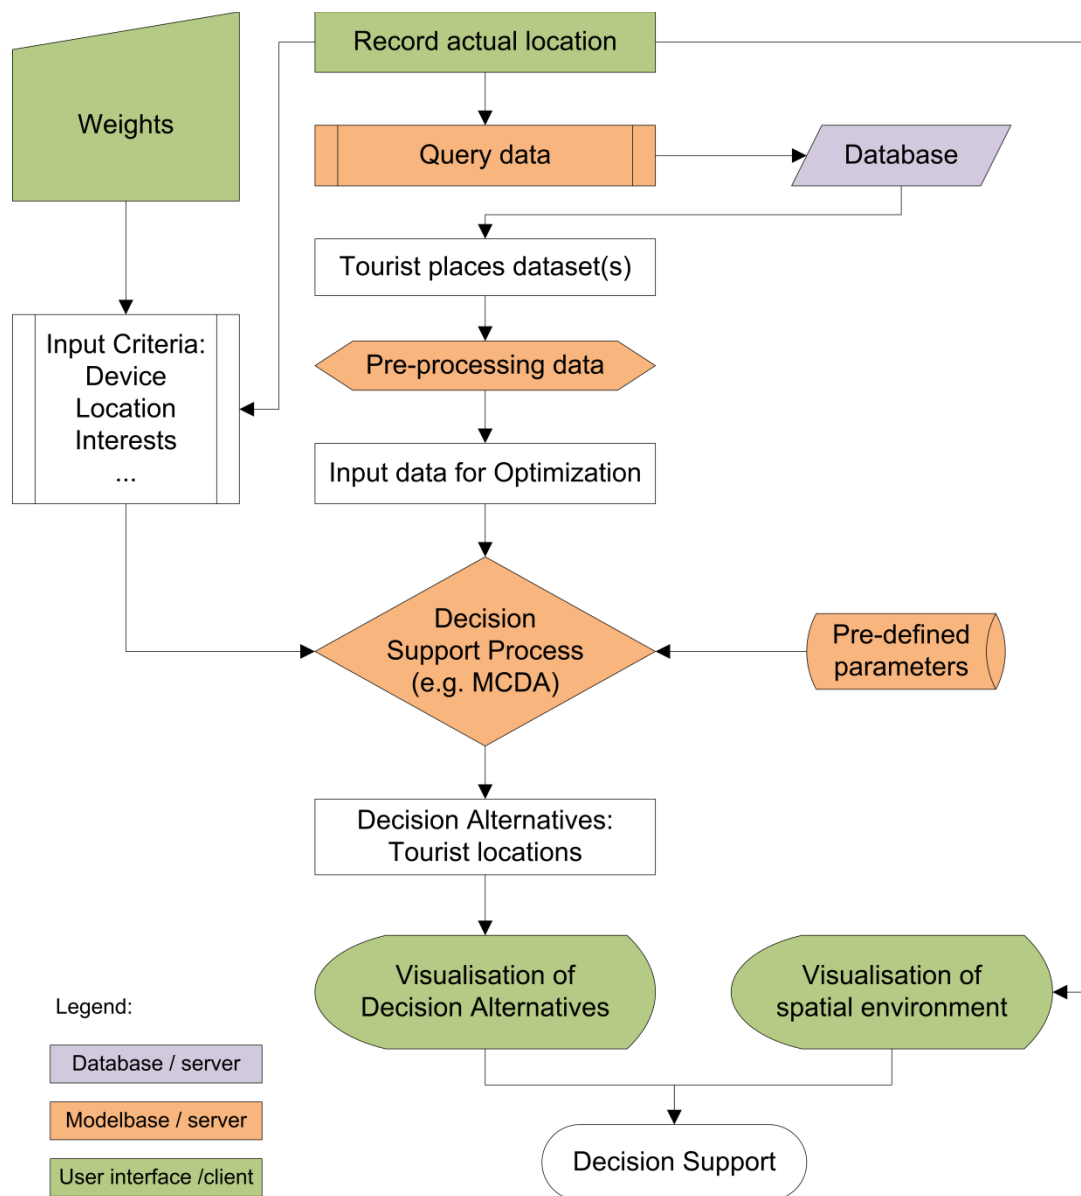 Record actual location
Weights
Query data
Database
Tourist places dataset(s)
Input Criteria:
Device
Location
Interests
...
Pre-processing data
Input data for Optimization
Decision
Support Process
(e.g. MCDA)
Pre-defined
parameters
Decision Alternatives:
Tourist locations
Visualisation of
Decision Alternatives
Visualisation of
spatial environment
Legend:
Database / server
Modelbase / server
User interface /client
Decision Support